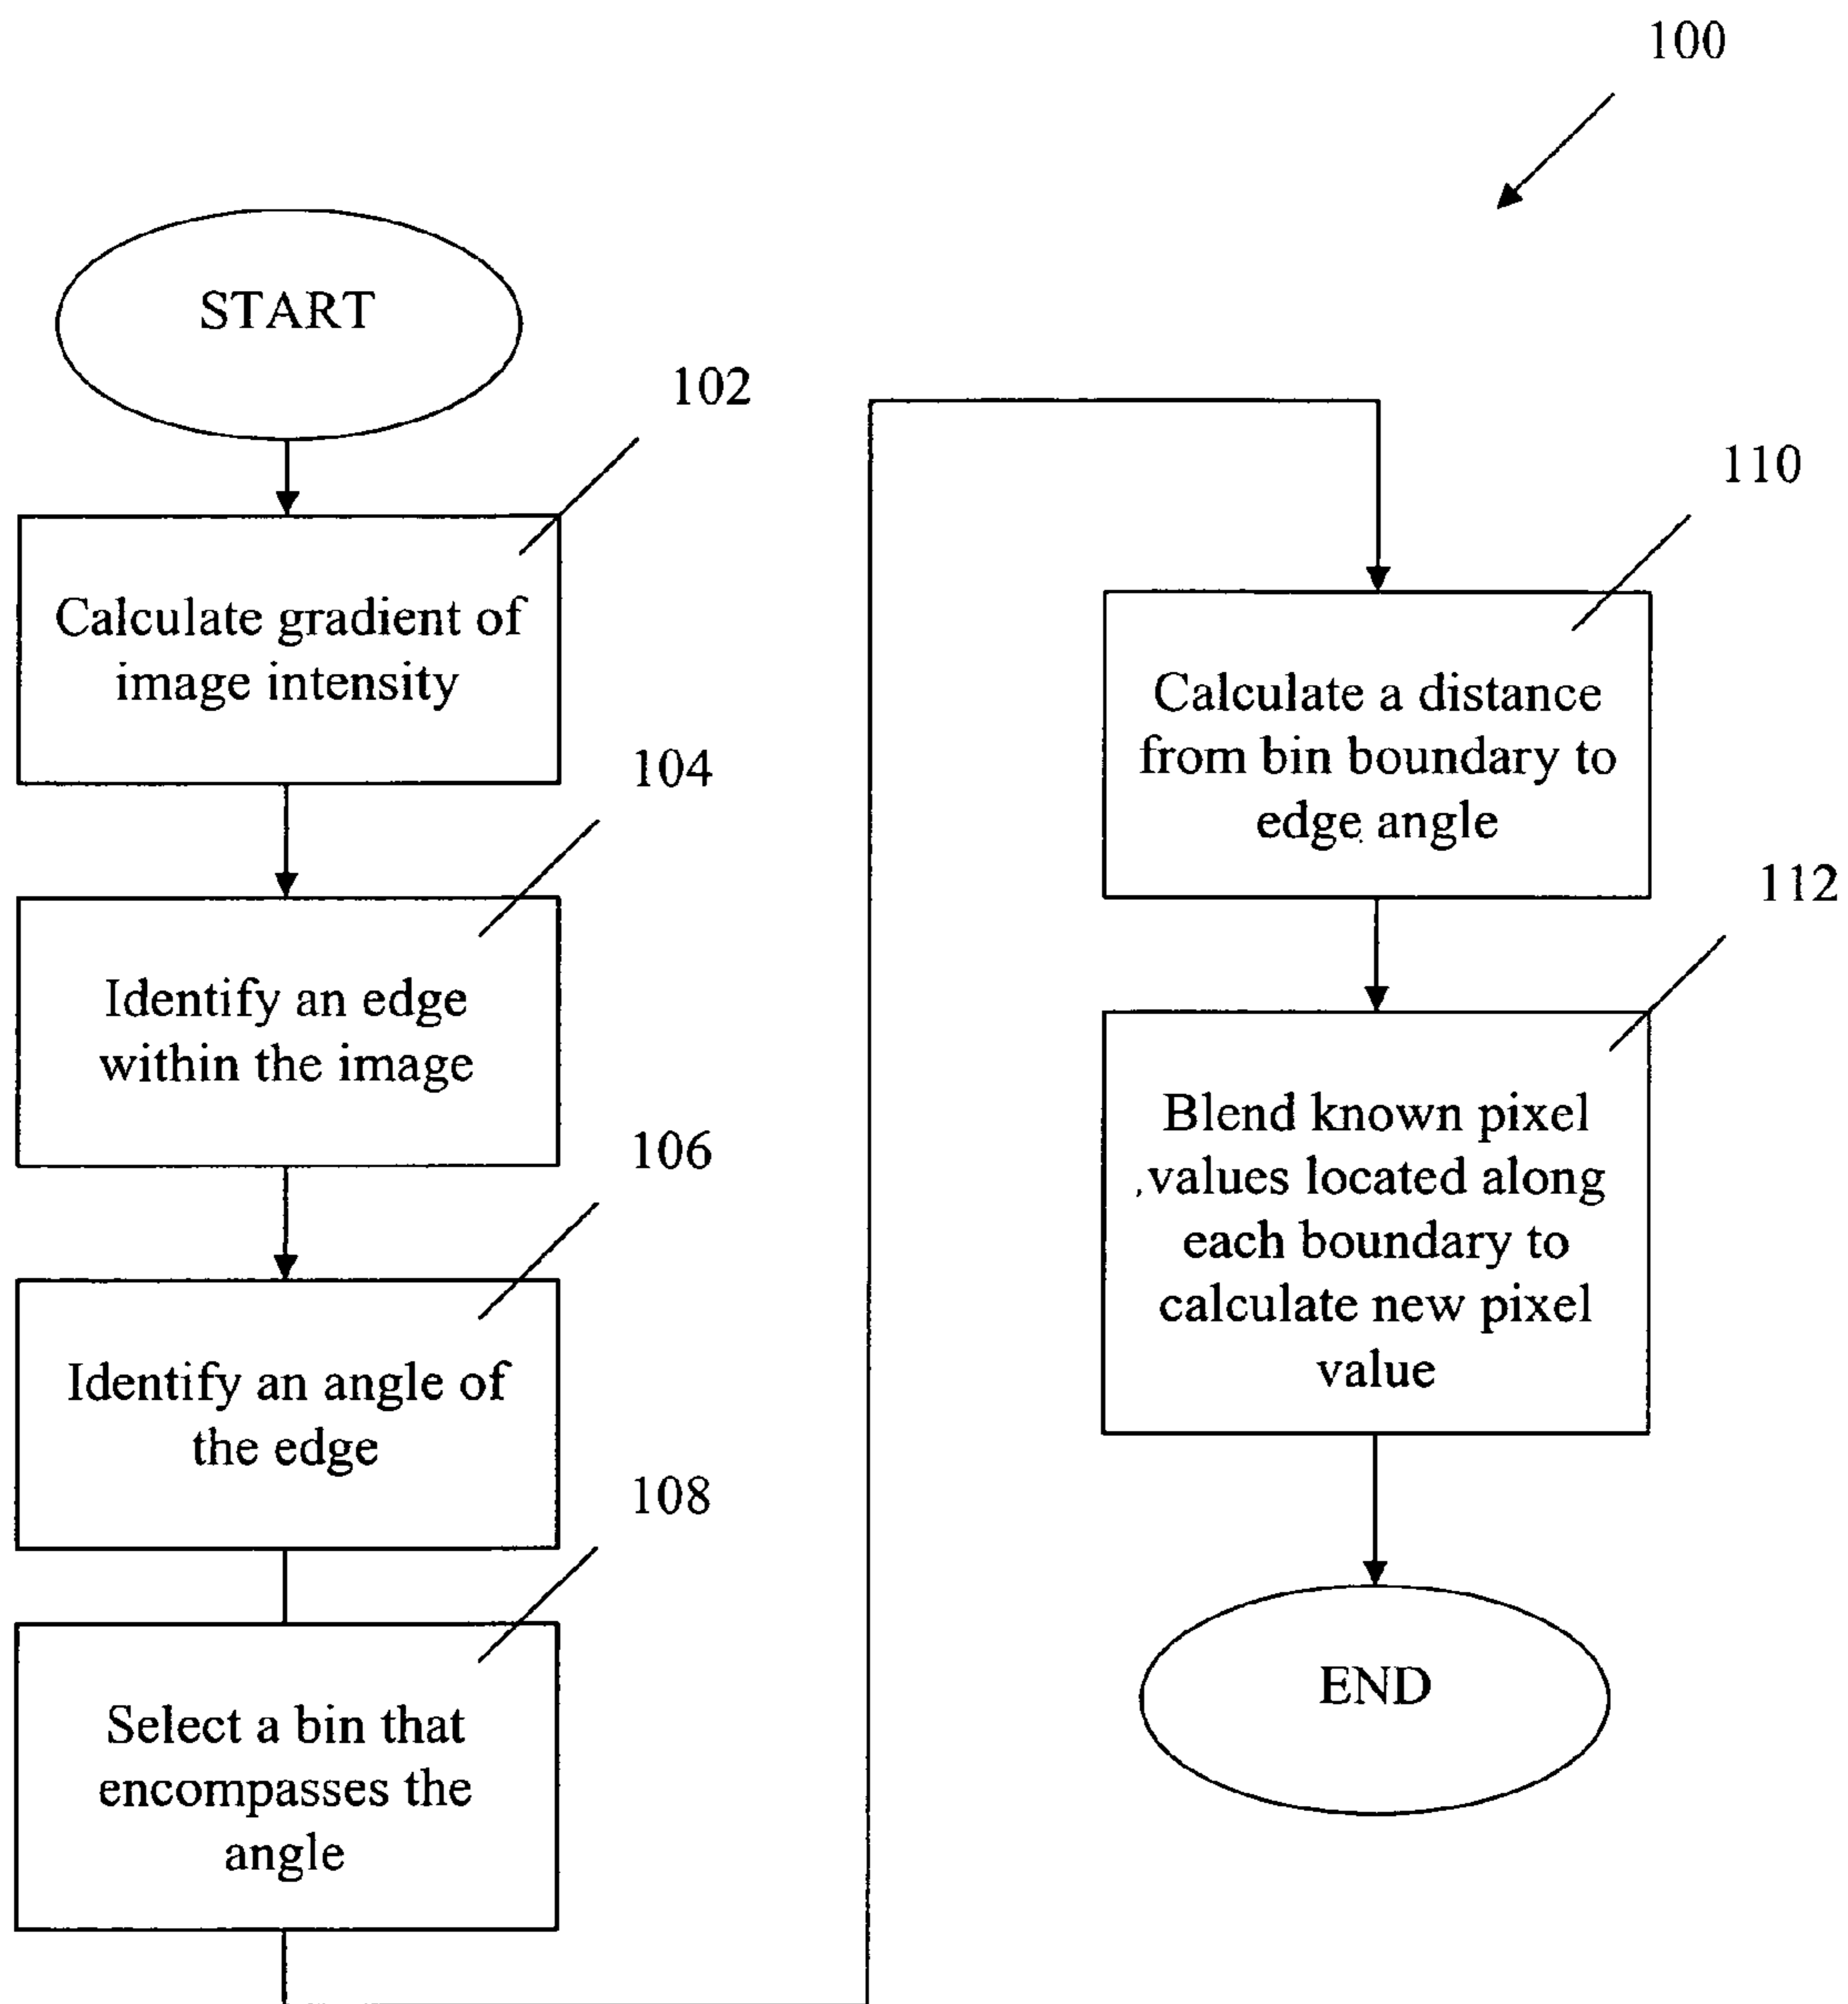 100
START
102
Calculate gradient of
image intensity
104
Identify an edge
within the image
106
Identify an angle of
the edge
108
Select a bin that
encompasses the
angle
110
Calculate a distance
from bin boundary to
edge angle
112
Blend known pixel
values located along
each boundary to
calculate new pixel
value
END